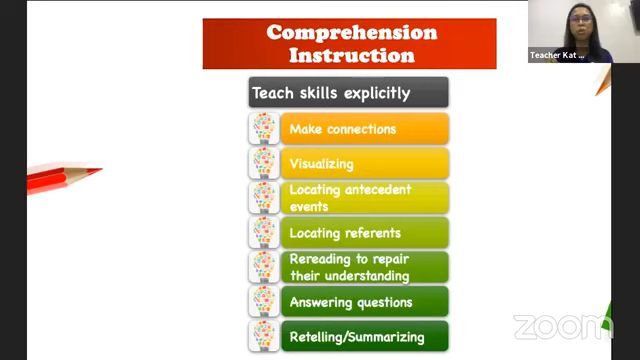 Comprehension
Instruction
Teacher Kat ...
Teach skills explicitly
Make connections
Visualizing
Locating antecedent
events
Locating referents
Rereading to repair
their understanding
Answering questions
Retelling/Summarizing
zoom